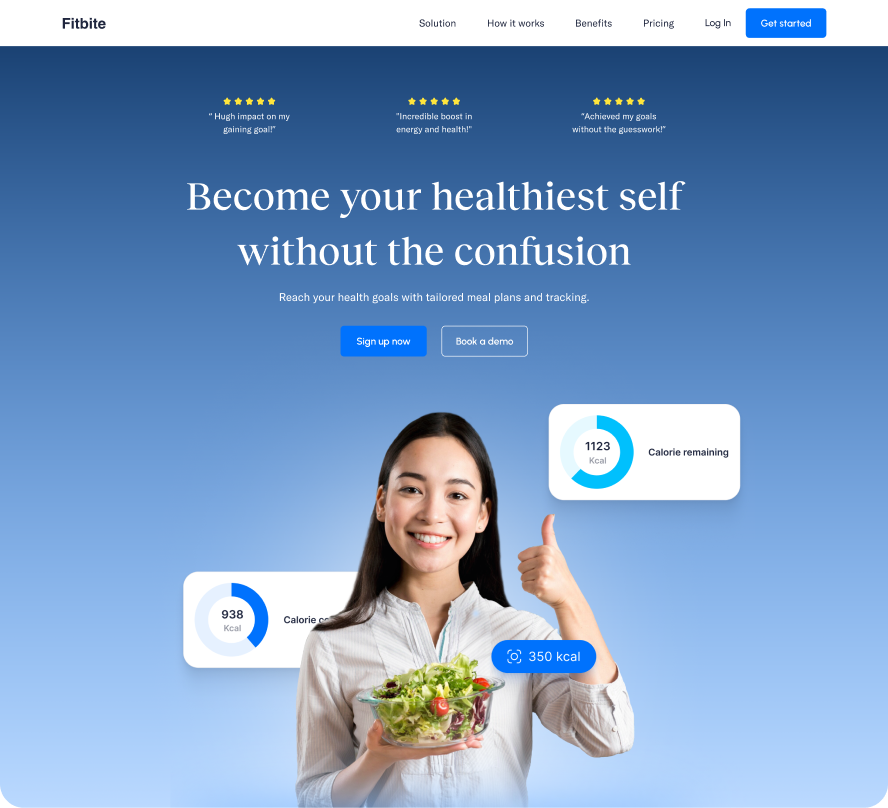 Fitbite
Solution
How it works
Benefits
Pricing
Log In
Get started
“ Hugh impact on my
gaining goal!”
“Incredible boost in
energy and health!”
“Achieved my goals
without the guesswork!”
Become your healthiest self
without the confusion
Reach your health goals with tailored meal plans and tracking.
Sign up now
Book a demo
1123
Kcal
Calorie remaining
938
Kcal
Calorie
350 kcal